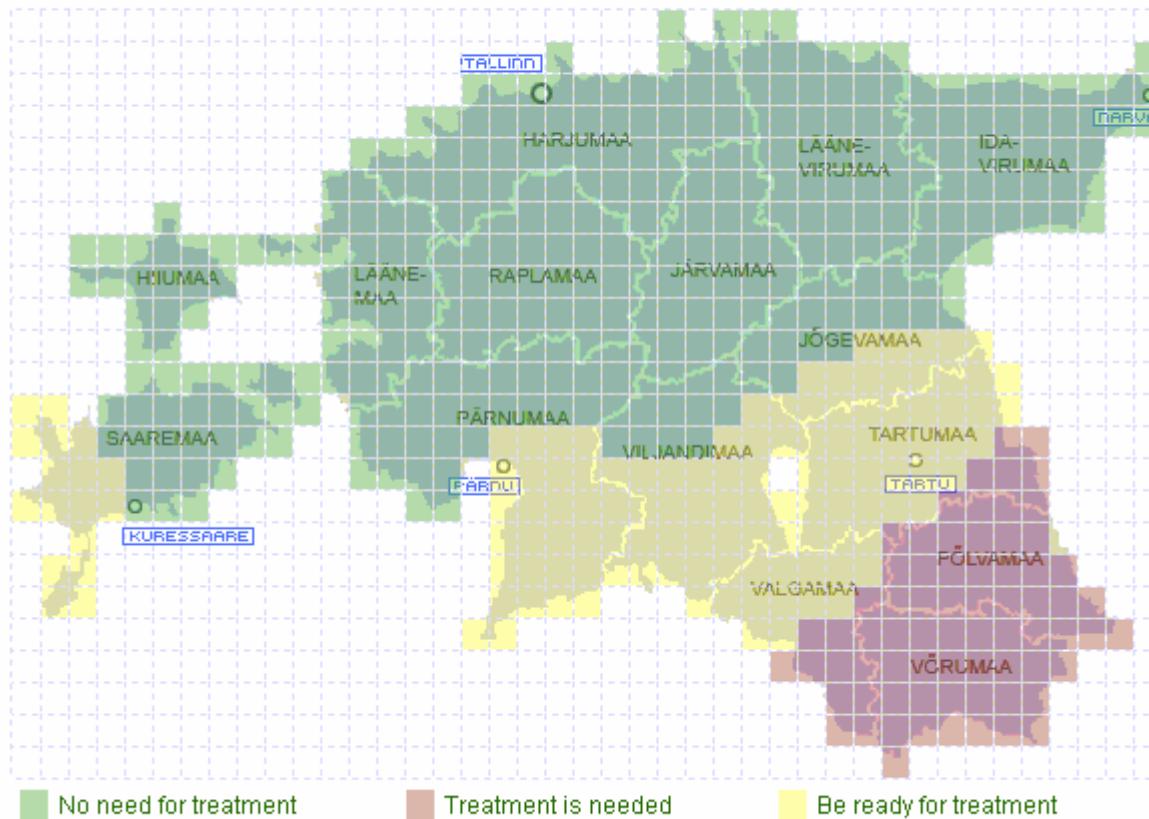 TALLINN
NARVA
HARJUMAA
LÄÄNE-
VIRUMAA
IDA-
VIRUMAA
HIIUMAA
LÄÄNE-
MAA
RAPLAMAA
JÄRVAMAA
JÕGEVAMAA
SAAREMAA
PÄRNUMAA
VILJANDIMAA
TARTUMAA
PÄRNU
TARTU
KURESSAARE
PÕLVAMAA
VALGAMAA
VÕRUMAA
No need for treatment
Treatment is needed
Be ready for treatment